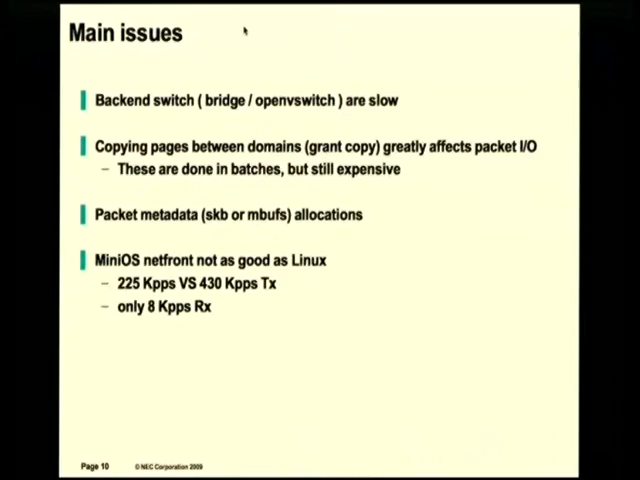 Main issues
Backend switch ( bridge / openvswitch ) are slow
Copying pages between domains (grant copy) greatly affects packet I/O
– These are done in batches, but still expensive
Packet metadata (skb or mbufs) allocations
MiniOS netfront not as good as Linux
– 225 Kpps VS 430 Kpps Tx
– only 8 Kpps Rx
Page 10 © NEC Corporation 2009